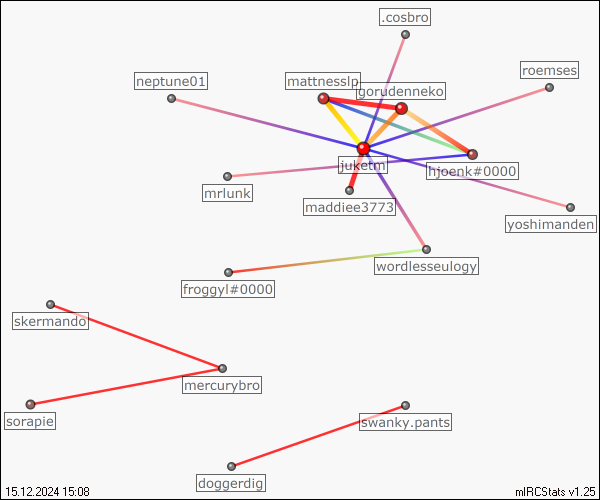 .cosbro
roemses
neptune01
mattnesslp
gorudenneko
juketm
hjoenk#0000
mrlunk
maddiee3773
yoshimanden
wordlesseulogy
froggyl#0000
skermando
mercurybro
sorapie
swanky.pants
doggerdig
15.12.2024 15:08
mIRCStats v1.25